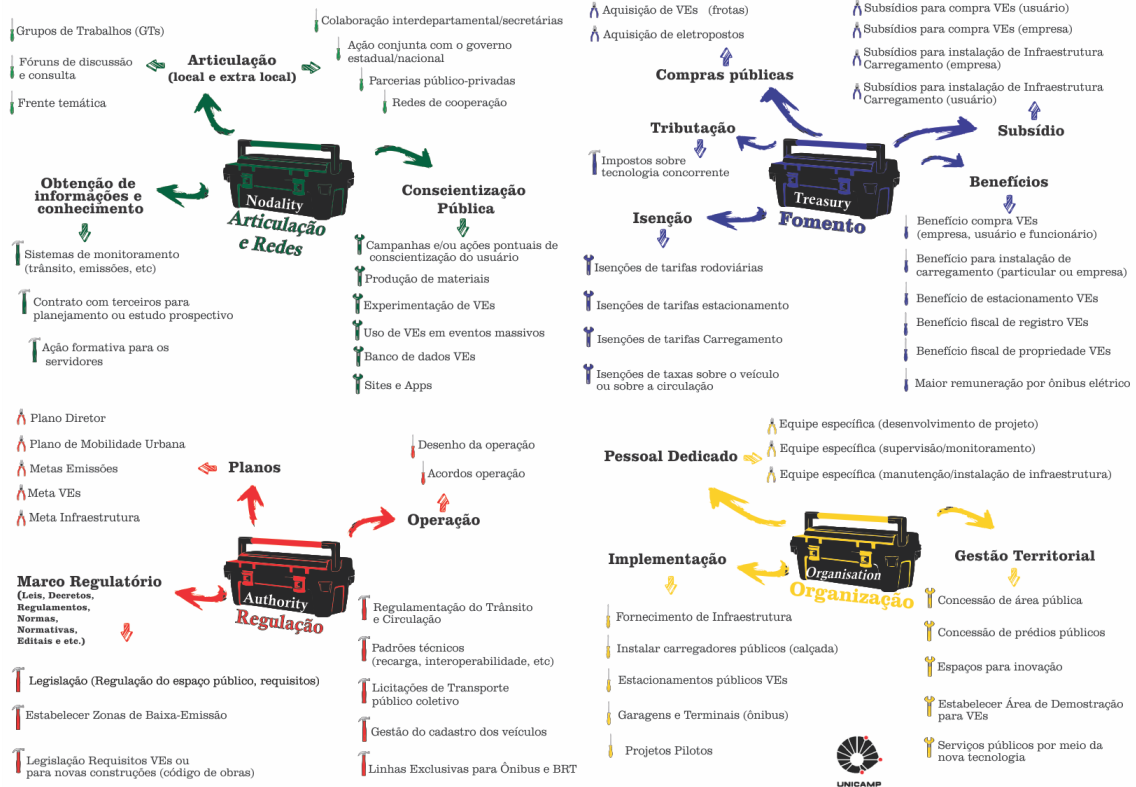 Grupos de Trabalhos (GTs)
Fóruns de discussão
e consulta
Frente temática
Articulação
(local e extra local)
Colaboração interdepartamental/secretárias
Ação conjunta com o governo
estadual/nacional
Parcerias público-privadas
Redes de cooperação
Nodality
Articulação
e Redes
Obtenção de
informações e
conhecimento
Sistemas de monitoramento
(trânsito, emissões, etc)
Contrato com terceiros para
planejamento ou estudo prospectivo
Ação formativa para os
servidores
Conscientização
Pública
Campanhas e/ou ações pontuais de
conscientização do usuário
Produção de materiais
Experimentação de VEs
Uso de VEs em eventos massivos
Banco de dados VEs
Sites e Apps
Aquisição de VEs (frotas)
Aquisição de eletropostos
Compras públicas
Subsídios para compra VEs (usuário)
Subsídios para compra VEs (empresa)
Subsídios para instalação de Infraestrutura
Carregamento (empresa)
Subsídios para instalação de Infraestrutura
Carregamento (usuário)
Subsídio
Tributação
Impostos sobre
tecnologia concorrente
Treasury
Fomento
Isenção
Isenções de tarifas rodoviárias
Isenções de tarifas estacionamento
Isenções de tarifas Carregamento
Isenções de taxas sobre o veículo
ou sobre a circulação
Benefícios
Benefício compra VEs
(empresa, usuário e funcionário)
Benefício para instalação de
carregamento (particular ou empresa)
Benefício de estacionamento VEs
Benefício fiscal de registro VEs
Benefício fiscal de propriedade VEs
Maior remuneração por ônibus elétrico
Plano Diretor
Plano de Mobilidade Urbana
Metas Emissões
Meta VEs
Meta Infraestrutura
Planos
Desenho da operação
Acordos operação
Operação
Authority
Regulação
Marco Regulatório
(Leis, Decretos,
Regulamentos,
Normas,
Normativas,
Editais e etc.)
Legislação (Regulação do espaço público, requisitos)
Estabelecer Zonas de Baixa-Emissão
Legislação Requisitos VEs ou
para novas construções (código de obras)
Regulamentação do Trânsito
e Circulação
Padrões técnicos
(recarga, interoperabilidade, etc)
Licitações de Transporte
público coletivo
Gestão do cadastro dos veículos
Linhas Exclusivas para Ônibus e BRT
Pessoal Dedicado
Equipe específica (desenvolvimento de projeto)
Equipe específica (supervisão/monitoramento)
Equipe específica (manutenção/instalação de infraestrutura)
Organisation
Organização
Implementação
Fornecimento de Infraestrutura
Instalar carregadores públicos (calçada)
Estacionamentos públicos VEs
Garagens e Terminais (ônibus)
Projetos Pilotos
Gestão Territorial
Concessão de área pública
Concessão de prédios públicos
Espaços para inovação
Estabelecer Área de Demostração
para VEs
Serviços públicos por meio da
nova tecnologia
UNICAMP